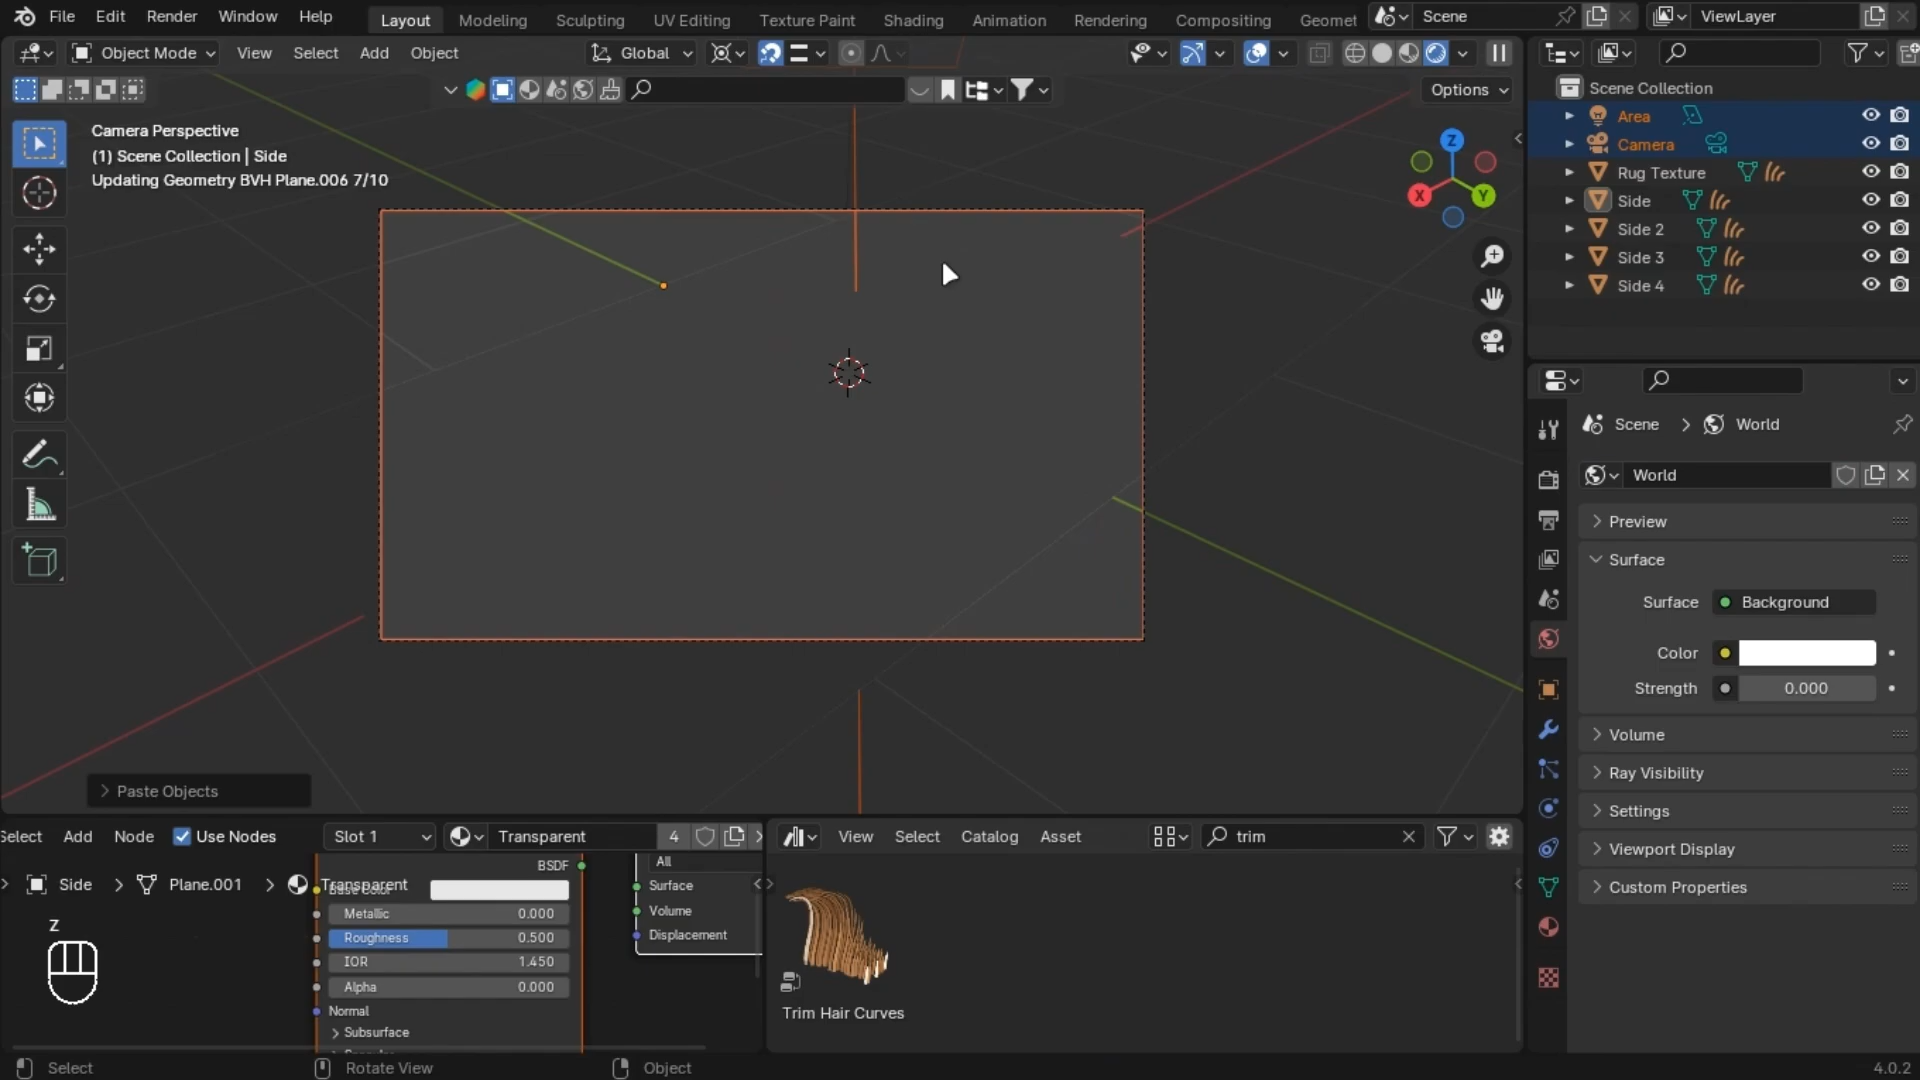 File Edit Render Window Help Layout Modeling Sculpting UV Editing Texture Paint Shading Animation Rendering Compositing Geomet Scene ViewLayer
Object Mode View Select Add Object Global
Options
Camera Perspective
(1) Scene Collection | Side
Updating Geometry BVH Plane.006 7/10
Z
X
Y
Scene Collection
Area
Camera
Rug Texture
Side
Side 2
Side 3
Side 4
Scene > World
World
Preview
Surface
Surface Background
Color
Strength 0.000
Volume
Ray Visibility
Settings
Viewport Display
Custom Properties
Paste Objects
Select Add Node Use Nodes Slot 1 Transparent 4
Side > Plane.001 > Transparent
BSDF
Base Color
Metallic 0.000
Roughness 0.500
IOR 1.450
Alpha 0.000
Normal
Subsurface
All
Surface
Volume
Displacement
Z
View Select Catalog Asset trim
Trim Hair Curves
Select Rotate View Object 4.0.2